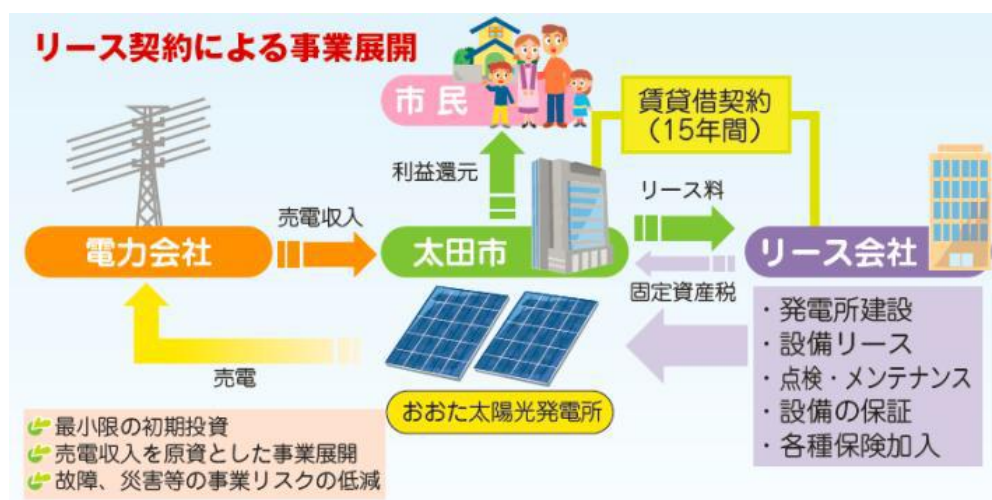 リース契約による事業展開
市民
賃貸借契約
（15年間）
利益還元
リース料
売電収入
電力会社
太田市
リース会社
固定資産税
売電
おおた太陽光発電所
・発電所建設
・設備リース
・点検・メンテナンス
・設備の保証
・各種保険加入
最小限の初期投資
売電収入を原資とした事業展開
故障、災害等の事業リスクの低減